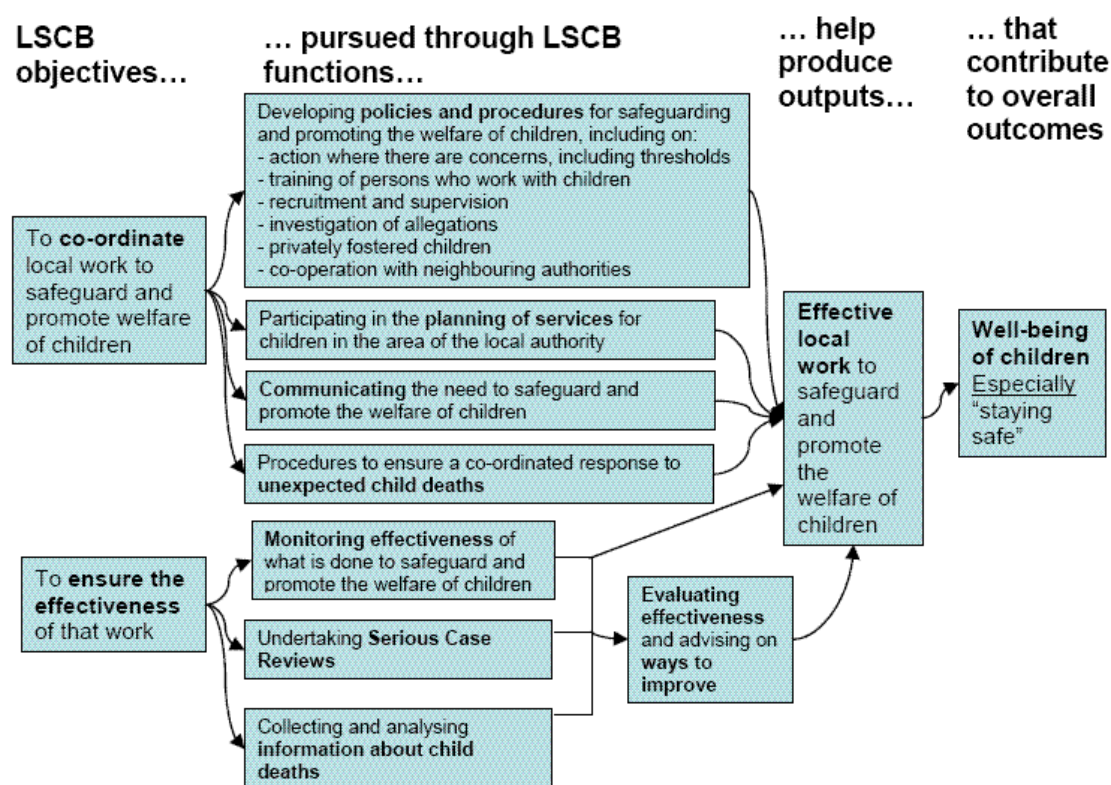 LSCB
objectives…
… pursued through LSCB
functions…
… help
produce
outputs…
… that
contribute
to overall
outcomes
To co-ordinate
local work to
safeguard and
promote welfare
of children
Developing policies and procedures for safeguarding
and promoting the welfare of children, including on:
- action where there are concerns, including thresholds
- training of persons who work with children
- recruitment and supervision
- investigation of allegations
- privately fostered children
- co-operation with neighbouring authorities
Participating in the planning of services for
children in the area of the local authority
Communicating the need to safeguard and
promote the welfare of children
Procedures to ensure a co-ordinated response to
unexpected child deaths
To ensure the
effectiveness
of that work
Monitoring effectiveness of
what is done to safeguard and
promote the welfare of children
Undertaking Serious Case
Reviews
Collecting and analysing
information about child
deaths
Evaluating
effectiveness
and advising on
ways to
improve
Effective
local
work to
safeguard
and
promote
the
welfare of
children
Well-being
of children
Especially
“staying
safe”